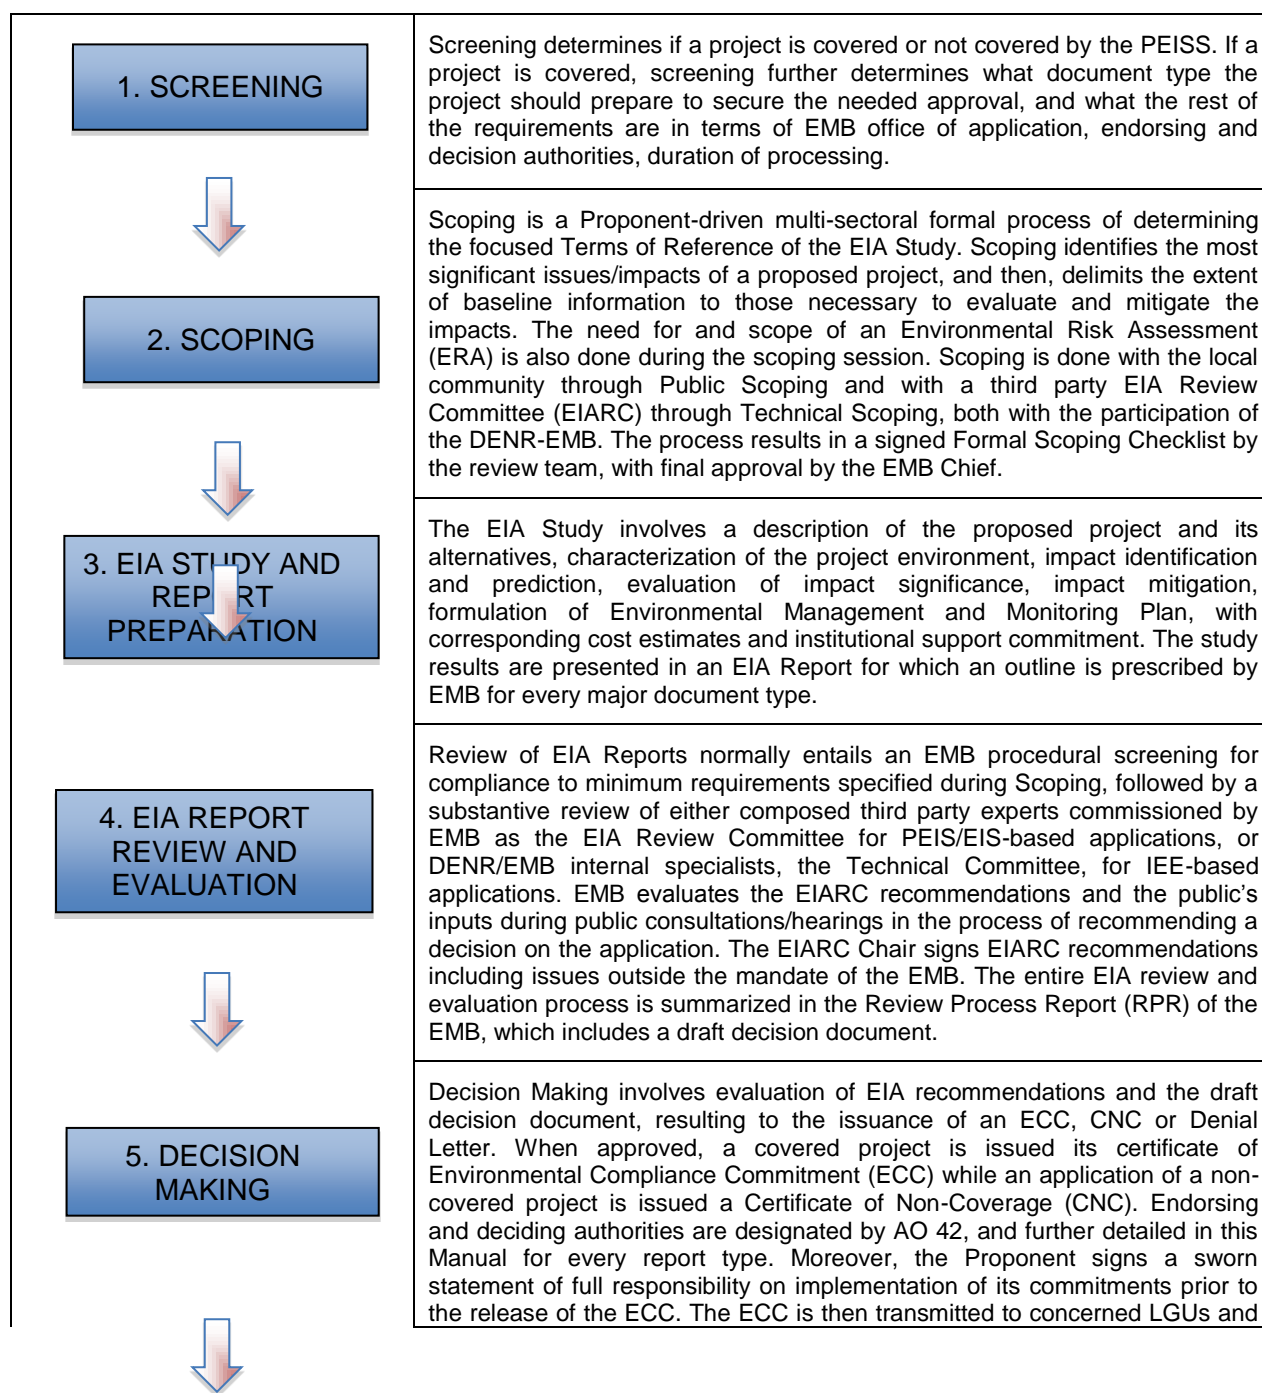 1. SCREENING
Screening determines if a project is covered or not covered by the PEISS. If a
project is covered, screening further determines what document type the
project should prepare to secure the needed approval, and what the rest of
the requirements are in terms of EMB office of application, endorsing and
decision authorities, duration of processing.
2. SCOPING
Scoping is a Proponent-driven multi-sectoral formal process of determining
the focused Terms of Reference of the EIA Study. Scoping identifies the most
significant issues/impacts of a proposed project, and then, delimits the extent
of baseline information to those necessary to evaluate and mitigate the
impacts. The need for and scope of an Environmental Risk Assessment
(ERA) is also done during the scoping session. Scoping is done with the local
community through Public Scoping and with a third party EIA Review
Committee (EIARC) through Technical Scoping, both with the participation of
the DENR-EMB. The process results in a signed Formal Scoping Checklist by
the review team, with final approval by the EMB Chief.
3. EIA STUDY AND
REPORT
PREPARATION
The EIA Study involves a description of the proposed project and its
alternatives, characterization of the project environment, impact identification
and prediction, evaluation of impact significance, impact mitigation,
formulation of Environmental Management and Monitoring Plan, with
corresponding cost estimates and institutional support commitment. The study
results are presented in an EIA Report for which an outline is prescribed by
EMB for every major document type.
4. EIA REPORT
REVIEW AND
EVALUATION
Review of EIA Reports normally entails an EMB procedural screening for
compliance to minimum requirements specified during Scoping, followed by a
substantive review of either composed third party experts commissioned by
EMB as the EIA Review Committee for PEIS/EIS-based applications, or
DENR/EMB internal specialists, the Technical Committee, for IEE-based
applications. EMB evaluates the EIARC recommendations and the public’s
inputs during public consultations/hearings in the process of recommending a
decision on the application. The EIARC Chair signs EIARC recommendations
including issues outside the mandate of the EMB. The entire EIA review and
evaluation process is summarized in the Review Process Report (RPR) of the
EMB, which includes a draft decision document.
5. DECISION
MAKING
Decision Making involves evaluation of EIA recommendations and the draft
decision document, resulting to the issuance of an ECC, CNC or Denial
Letter. When approved, a covered project is issued its certificate of
Environmental Compliance Commitment (ECC) while an application of a non-
covered project is issued a Certificate of Non-Coverage (CNC). Endorsing
and deciding authorities are designated by AO 42, and further detailed in this
Manual for every report type. Moreover, the Proponent signs a sworn
statement of full responsibility on implementation of its commitments prior to
the release of the ECC. The ECC is then transmitted to concerned LGUs and